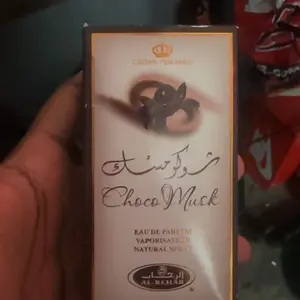 CROWN PERFUMES
شوكو مسك
Choco Musk
EAU DE PARFUM
VAPORISATEUR
NATURAL SPRAY
الرحاب
AL-REHAB